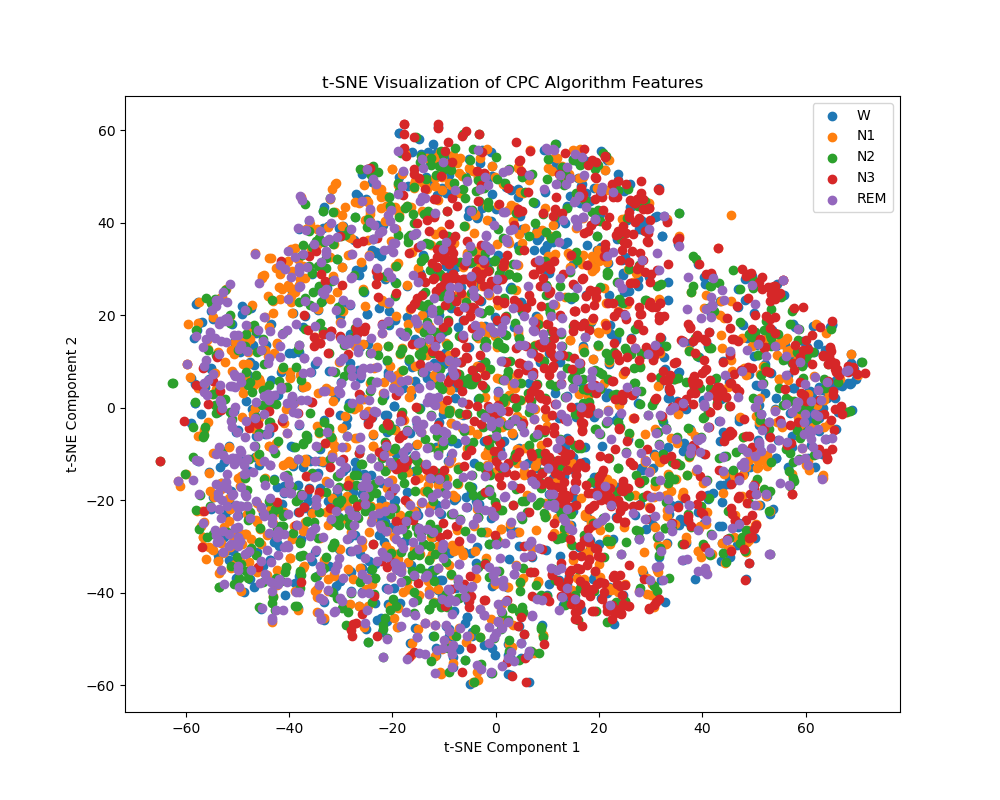 t-SNE Visualization of CPC Algorithm Features
W
N1
N2
N3
REM
60
40
20
0
−20
−40
−60
t-SNE Component 2
−60
−40
−20
0
20
40
60
t-SNE Component 1